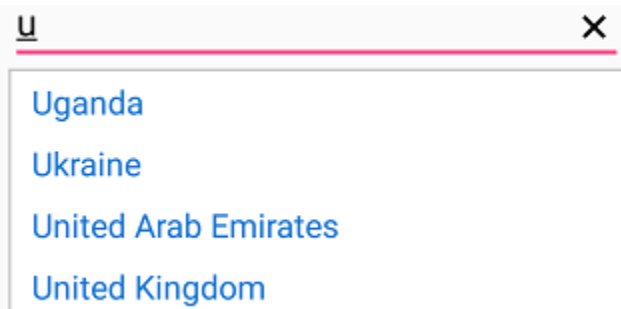 u
Uganda
Ukraine
United Arab Emirates
United Kingdom